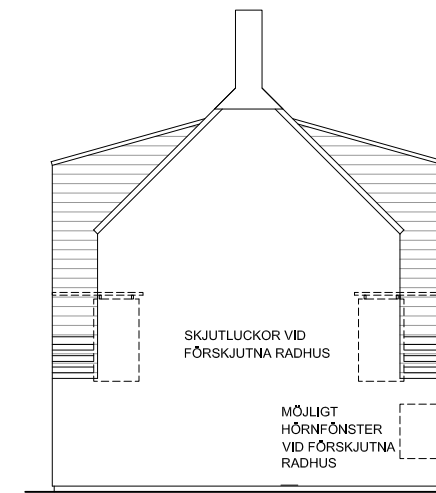 SKJUTLUCKOR VID
FÖRSKJUTNA RADHUS
MÖJLIGT
HÖRNFÖNSTER
VID FÖRSKJUTNA
RADHUS